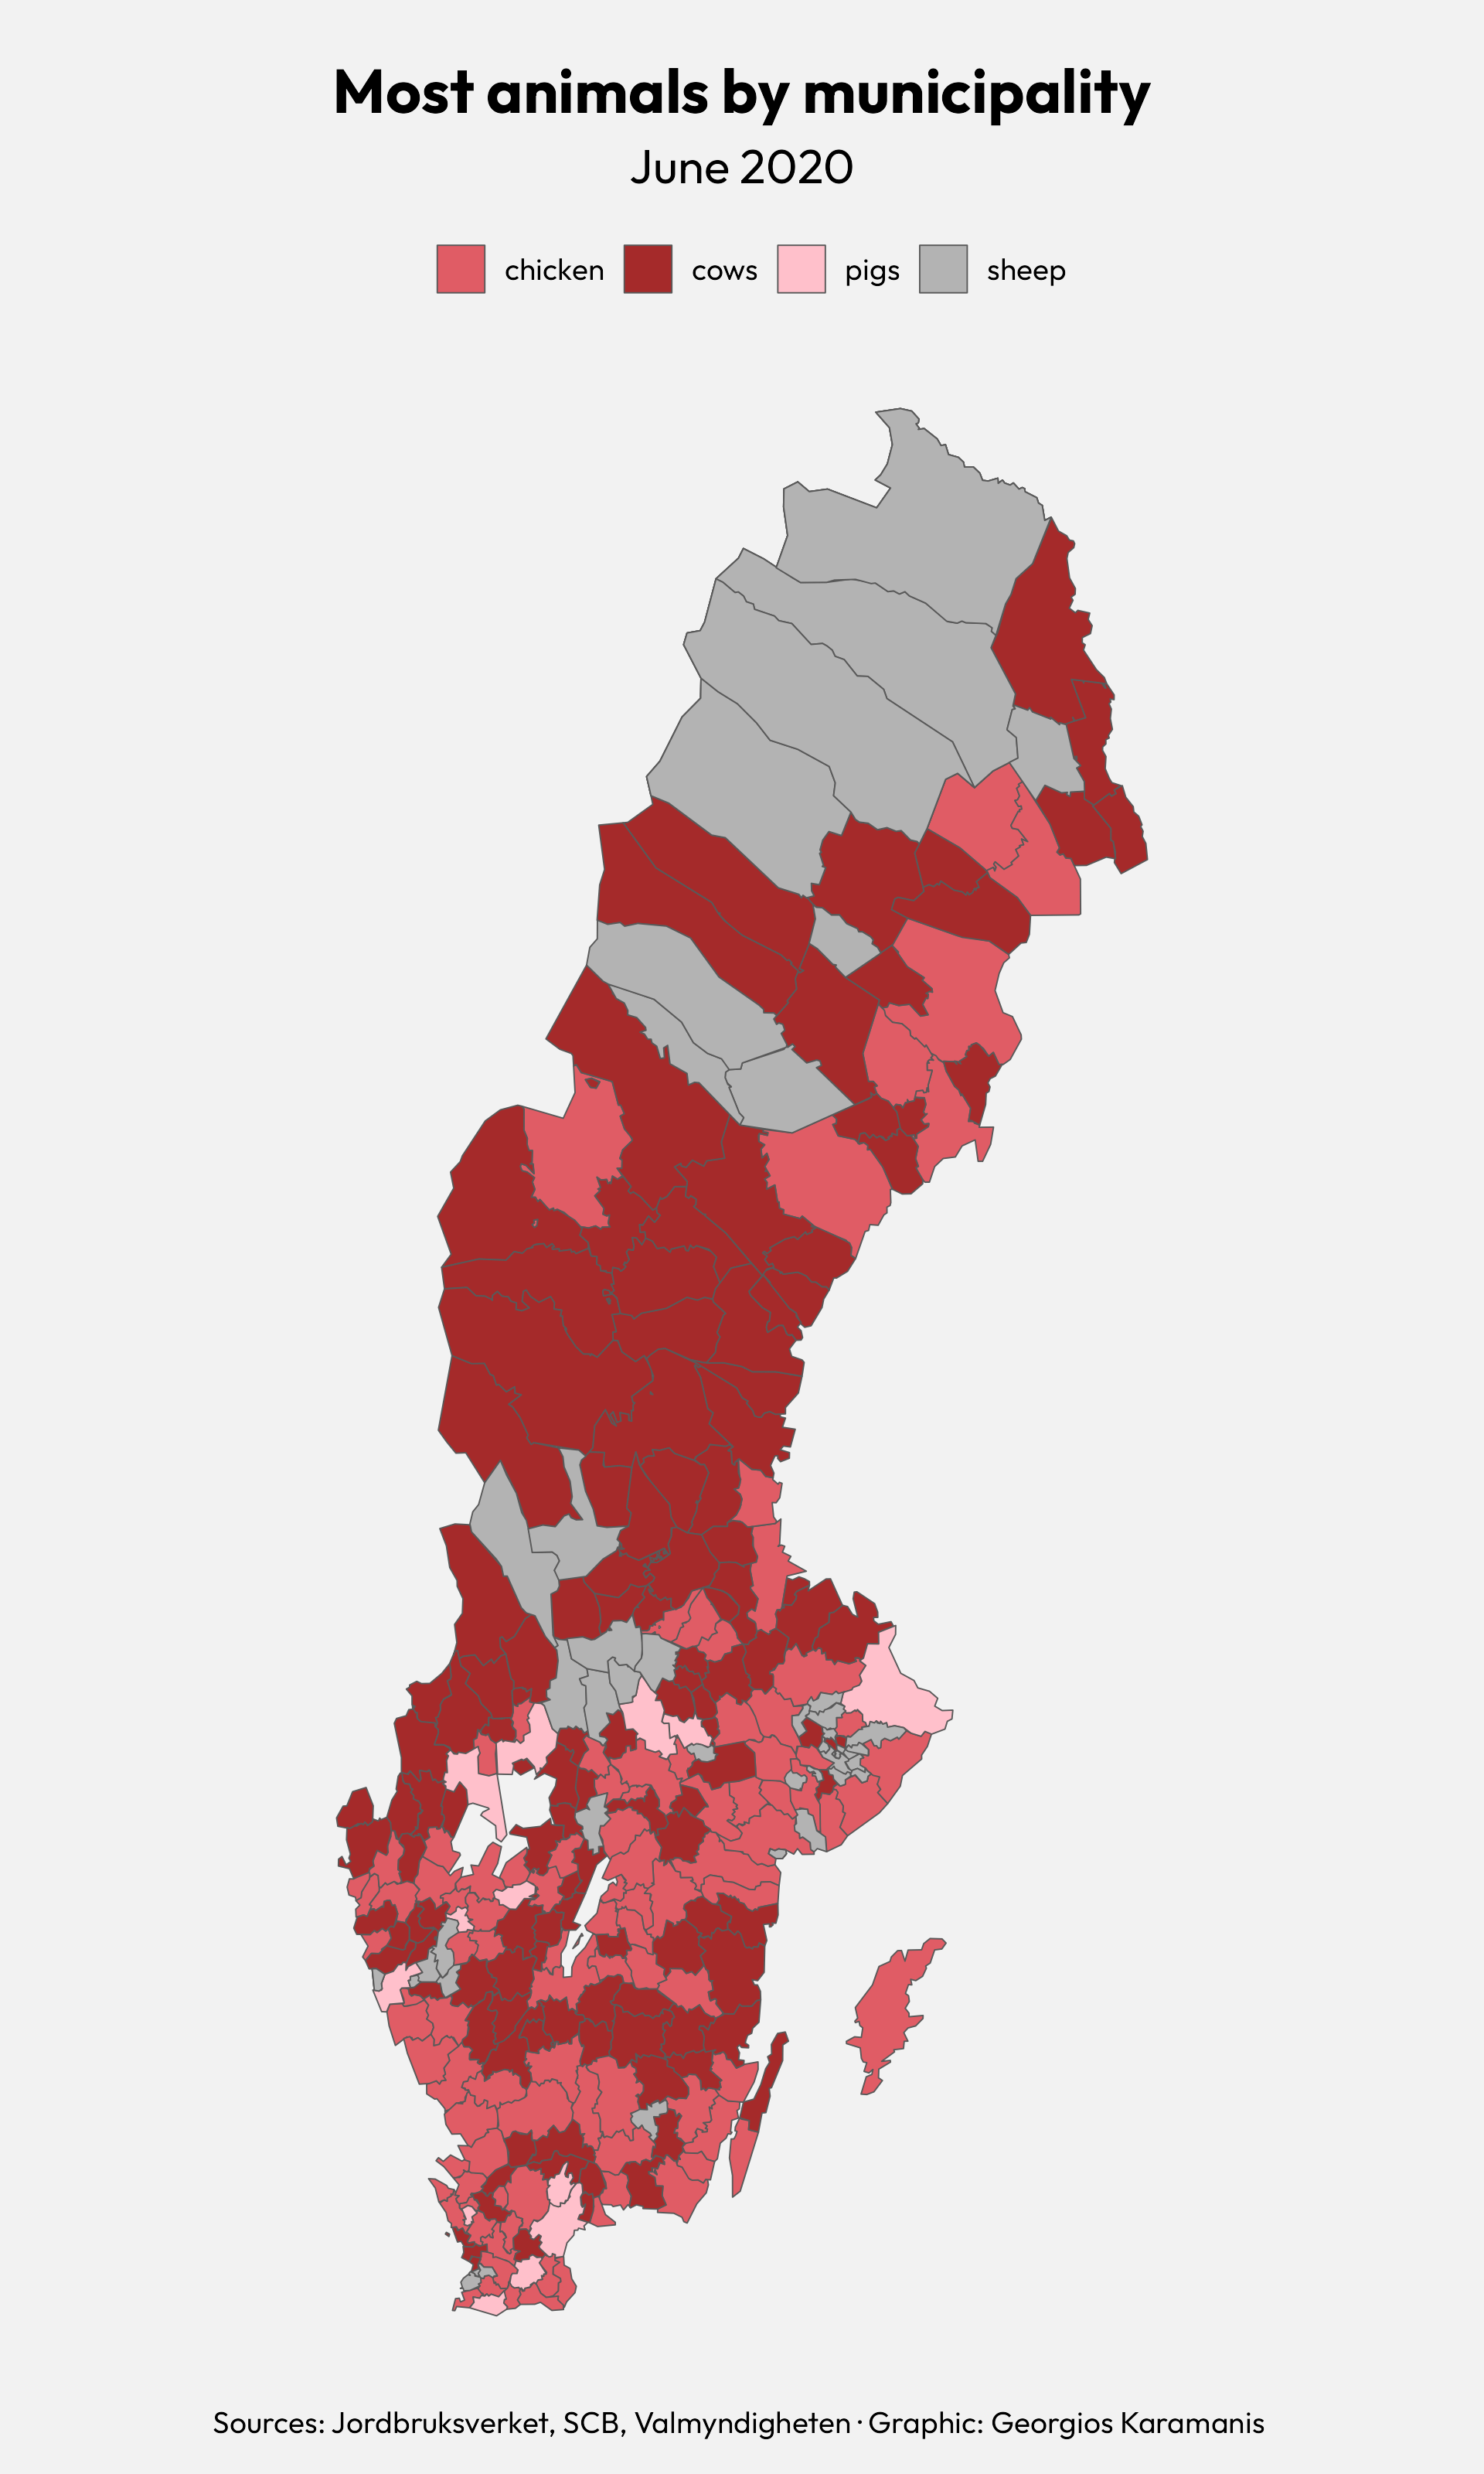 Most animals by municipality
June 2020
chicken cows pigs sheep
Sources: Jordbruksverket, SCB, Valmyndigheten · Graphic: Georgios Karamanis